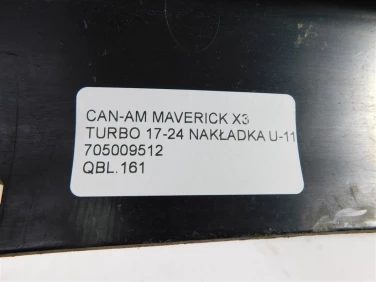 CAN-AM MAVERICK X3
TURBO 17-24 NAKŁADKA U-11
705009512
QBL.161